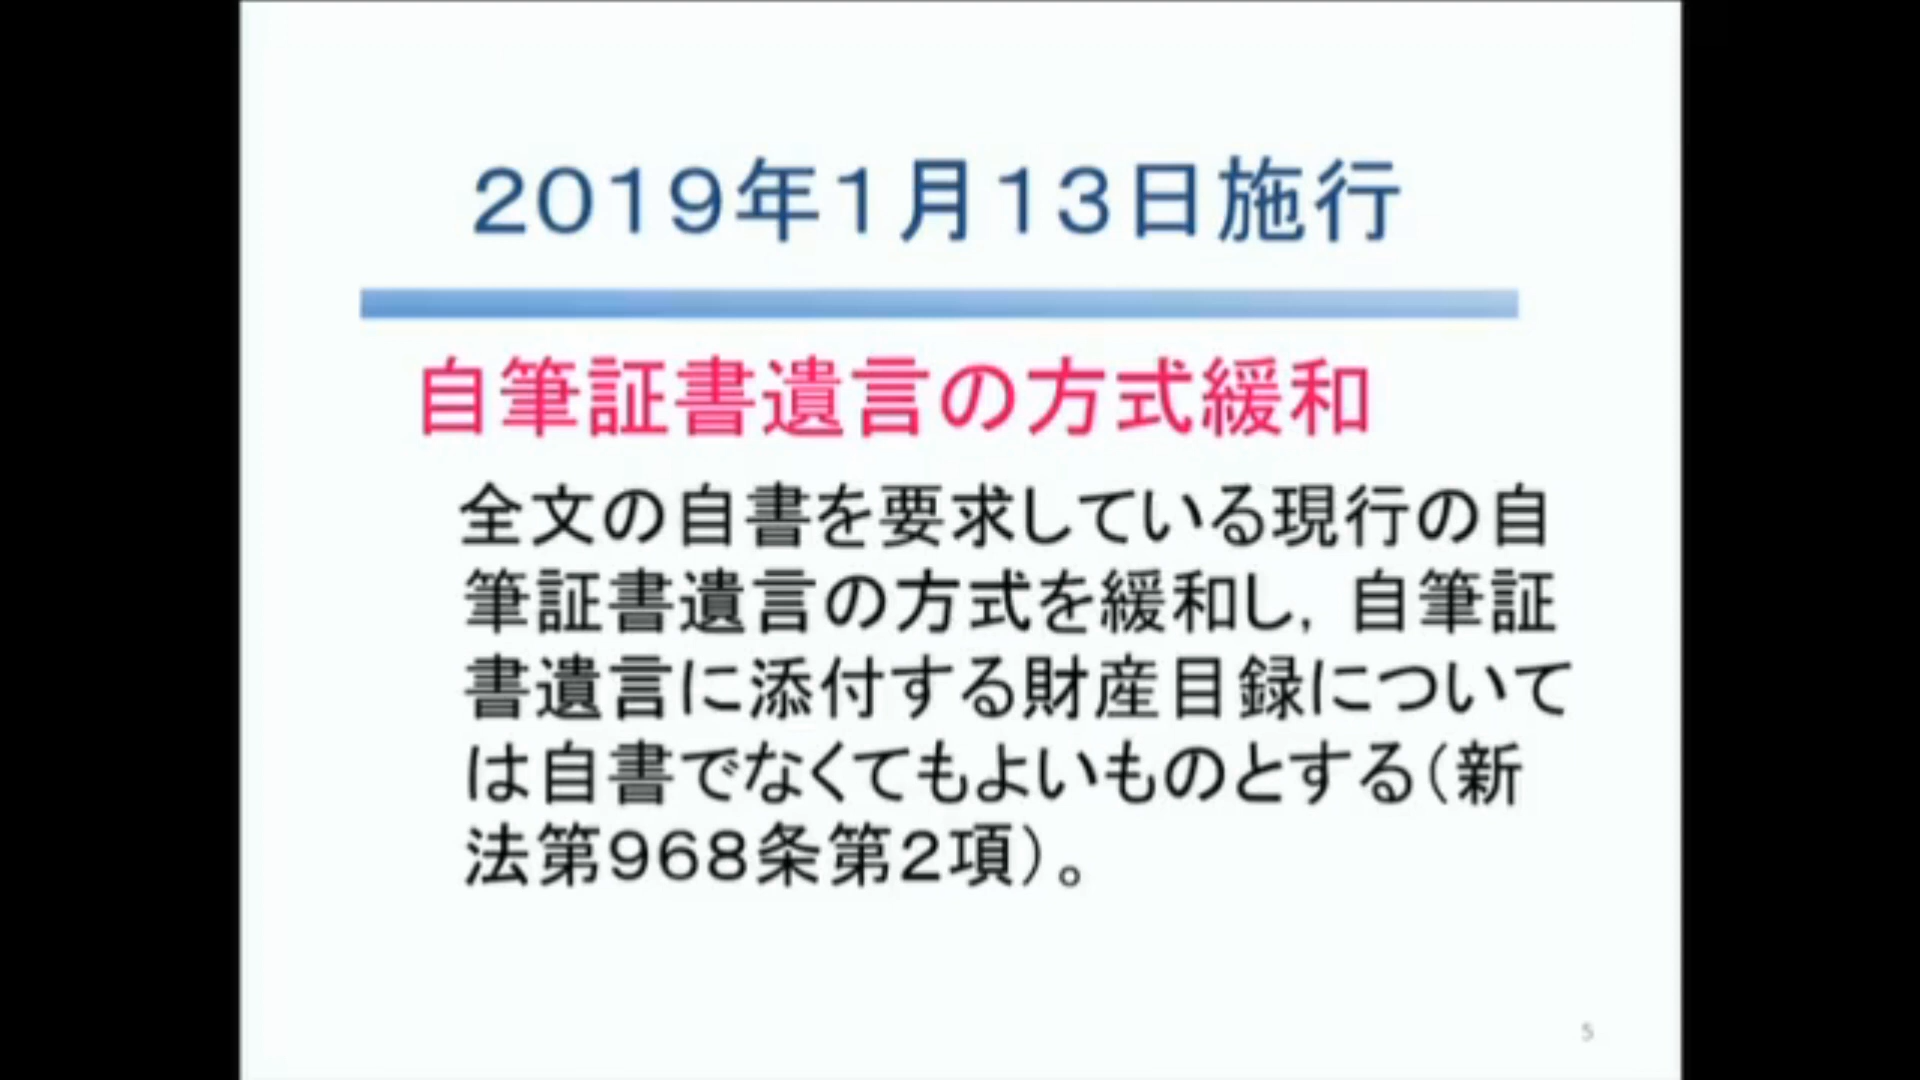 2019年1月13日施行
自筆証書遺言の方式緩和
全文の自書を要求している現行の自
筆証書遺言の方式を緩和し，自筆証
書遺言に添付する財産目録について
は自書でなくてもよいものとする（新
法第968条第2項）。
5